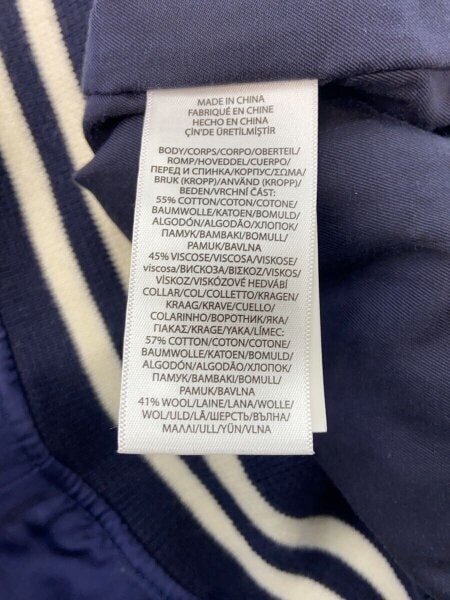 MADE IN CHINA
FABRIQUÉ EN CHINE
HECHO EN CHINA
ÇİN'DE ÜRETİLMİŞTİR
BODY/CORPS/CORPO/OBERTEIL/
ROMP/HOVEDDEL/CUERPO/
ПЕРЕД И СПИНКА/КОРПУС/ΣΩΜΑ/
BRUK (KROPP)/ANVÄND (KROPP)/
BEDEN/VRCHNÍ ČÁST:
55% COTTON/COTON/COTONE/
BAUMWOLLE/KATOEN/BOMULD/
ALGODÓN/ALGODÃO/ХЛОПОК/
ПАМУК/ΒΑΜΒΑΚΙ/BOMULL/
PAMUK/BAVLNA
45% VISCOSE/VISCOSA/VISKOSE/
viscosa/ВИСКОЗА/ΒΙΣΚΟΖ/VISKOS/
VISKOZ/VISKÓZOVÉ HEDVÁBÍ
COLLAR/COL/COLLETTO/KRAGEN/
KRAAG/KRAVE/CUELLO/
COLARINHO/ВОРОТНИК/ЯКА/
ΓΙΑΚΑΣ/KRAGE/YAKA/LÍMEC:
57% COTTON/COTON/COTONE/
BAUMWOLLE/KATOEN/BOMULD/
ALGODÓN/ALGODÃO/ХЛОПОК/
ПАМУК/ΒΑΜΒΑΚΙ/BOMULL/
PAMUK/BAVLNA
41% WOOL/LAINE/LANA/WOLLE/
WOL/ULD/LÃ/ШЕРСТЬ/ВЪЛНА/
ΜΑΛΛΙ/ULL/YÜN/VLNA